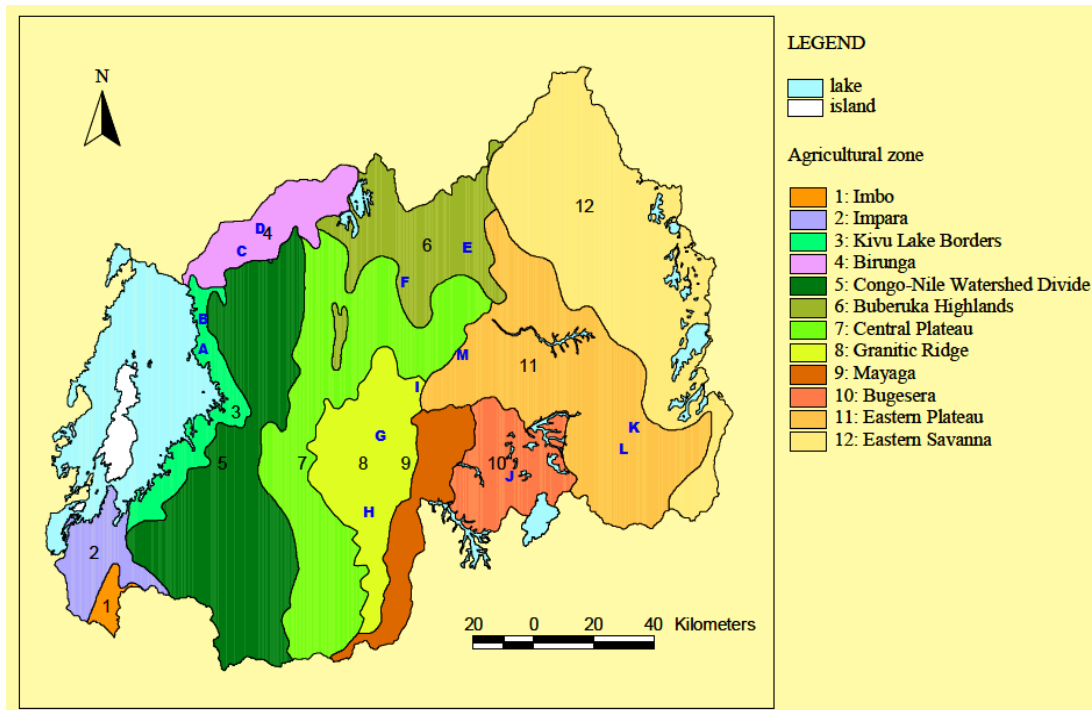 LEGEND
N
lake
island
Agricultural zone
1: Imbo
2: Impara
3: Kivu Lake Borders
4: Birunga
5: Congo-Nile Watershed Divide
6: Buberuka Highlands
7: Central Plateau
8: Granitic Ridge
9: Mayaga
10: Bugesera
11: Eastern Plateau
12: Eastern Savanna
12
D
4
C
6
E
F
B
A
M
11
I
3
K
G
L
5
7
8
9
10
J
H
2
1
20 0 20 40 Kilometers